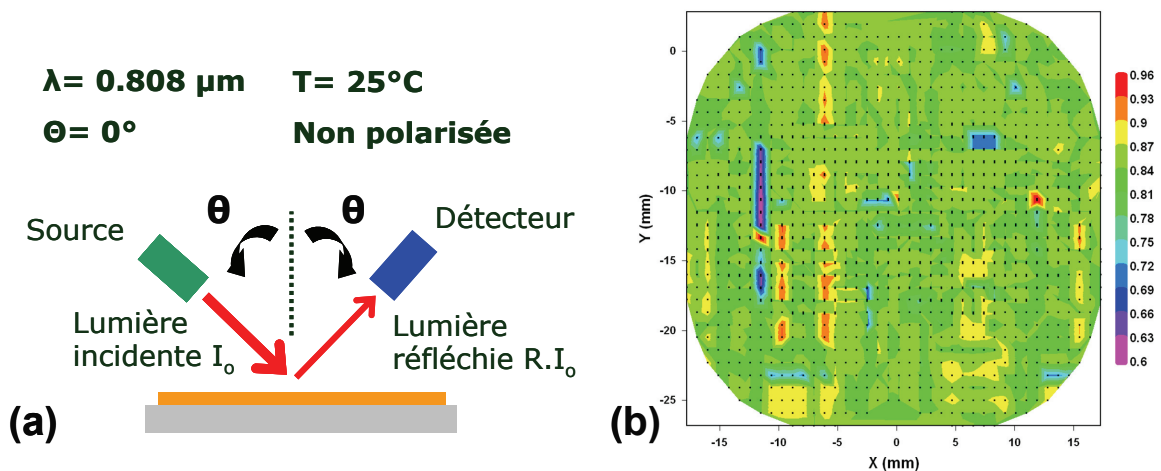 λ= 0.808 µm
T= 25°C
Θ= 0°
Non polarisée
θ
θ
Source
Détecteur
Lumière
incidente Io
Lumière
réfléchie R.Io
(a)
(b)
0
-5
-10
-15
-20
-25
Y (mm)
-15
-10
-5
0
5
10
15
X (mm)
0.96
0.93
0.9
0.87
0.84
0.81
0.78
0.75
0.72
0.69
0.66
0.63
0.6